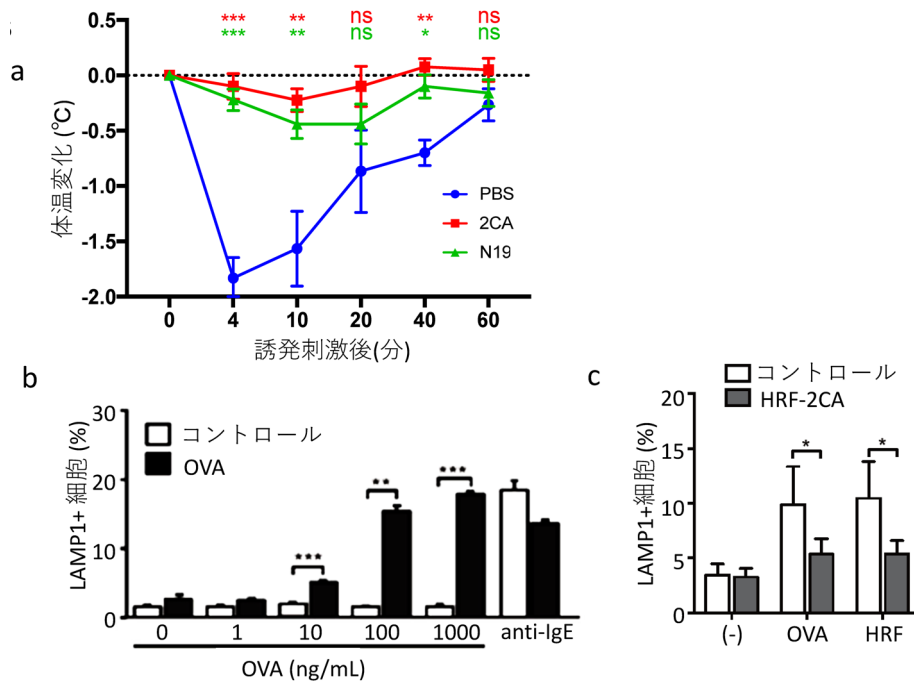 a
0.5
0.0
-0.5
-1.0
-1.5
-2.0
体温変化 (℃)
*** ** ns ** ns
*** ** ns * ns
PBS
2CA
N19
0 4 10 20 40 60
誘発刺激後(分)
b
30
20
10
0
LAMP1+ 細胞 (%)
コントロール
OVA
*** ** ***
0 1 10 100 1000 anti-IgE
OVA (ng/mL)
c
コントロール
HRF-2CA
20
15
10
5
0
LAMP1+細胞 (%)
* *
(-) OVA HRF